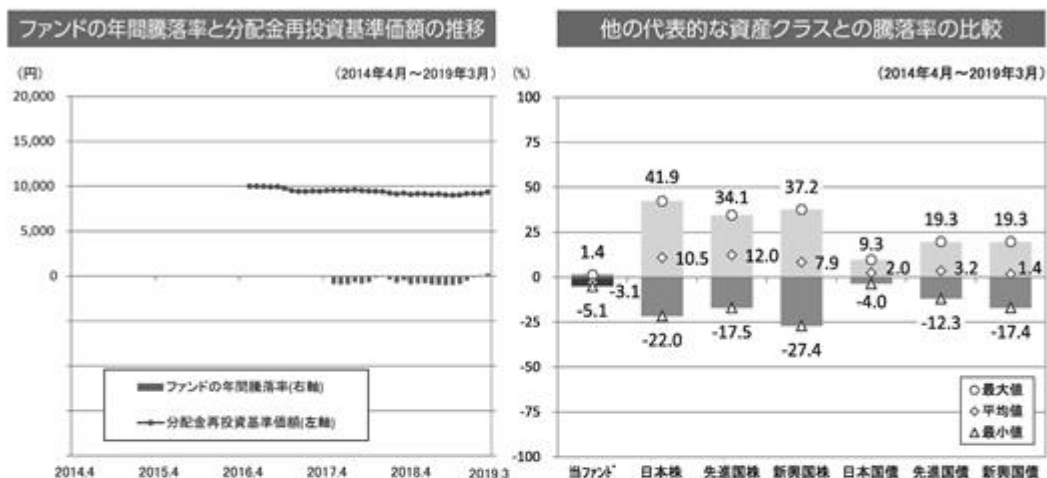 ファンドの年間騰落率と分配金再投資基準価額の推移
(円)
(2014年4月～2019年3月)
20,000
15,000
10,000
5,000
0
ファンドの年間騰落率(右軸)
分配金再投資基準価額(左軸)
2014.4 2015.4 2016.4 2017.4 2018.4 2019.3
他の代表的な資産クラスとの騰落率の比較
(%)
(2014年4月～2019年3月)
100
75
50
25
0
-25
-50
-75
-100
1.4 41.9 34.1 37.2 9.3 19.3 19.3
-3.1 10.5 12.0 7.9 2.0 3.2 1.4
-5.1 -22.0 -17.5 -27.4 -4.0 -12.3 -17.4
最大値
平均値
最小値
当ファンド 日本株 先進国株 新興国株 日本国債 先進国債 新興国債